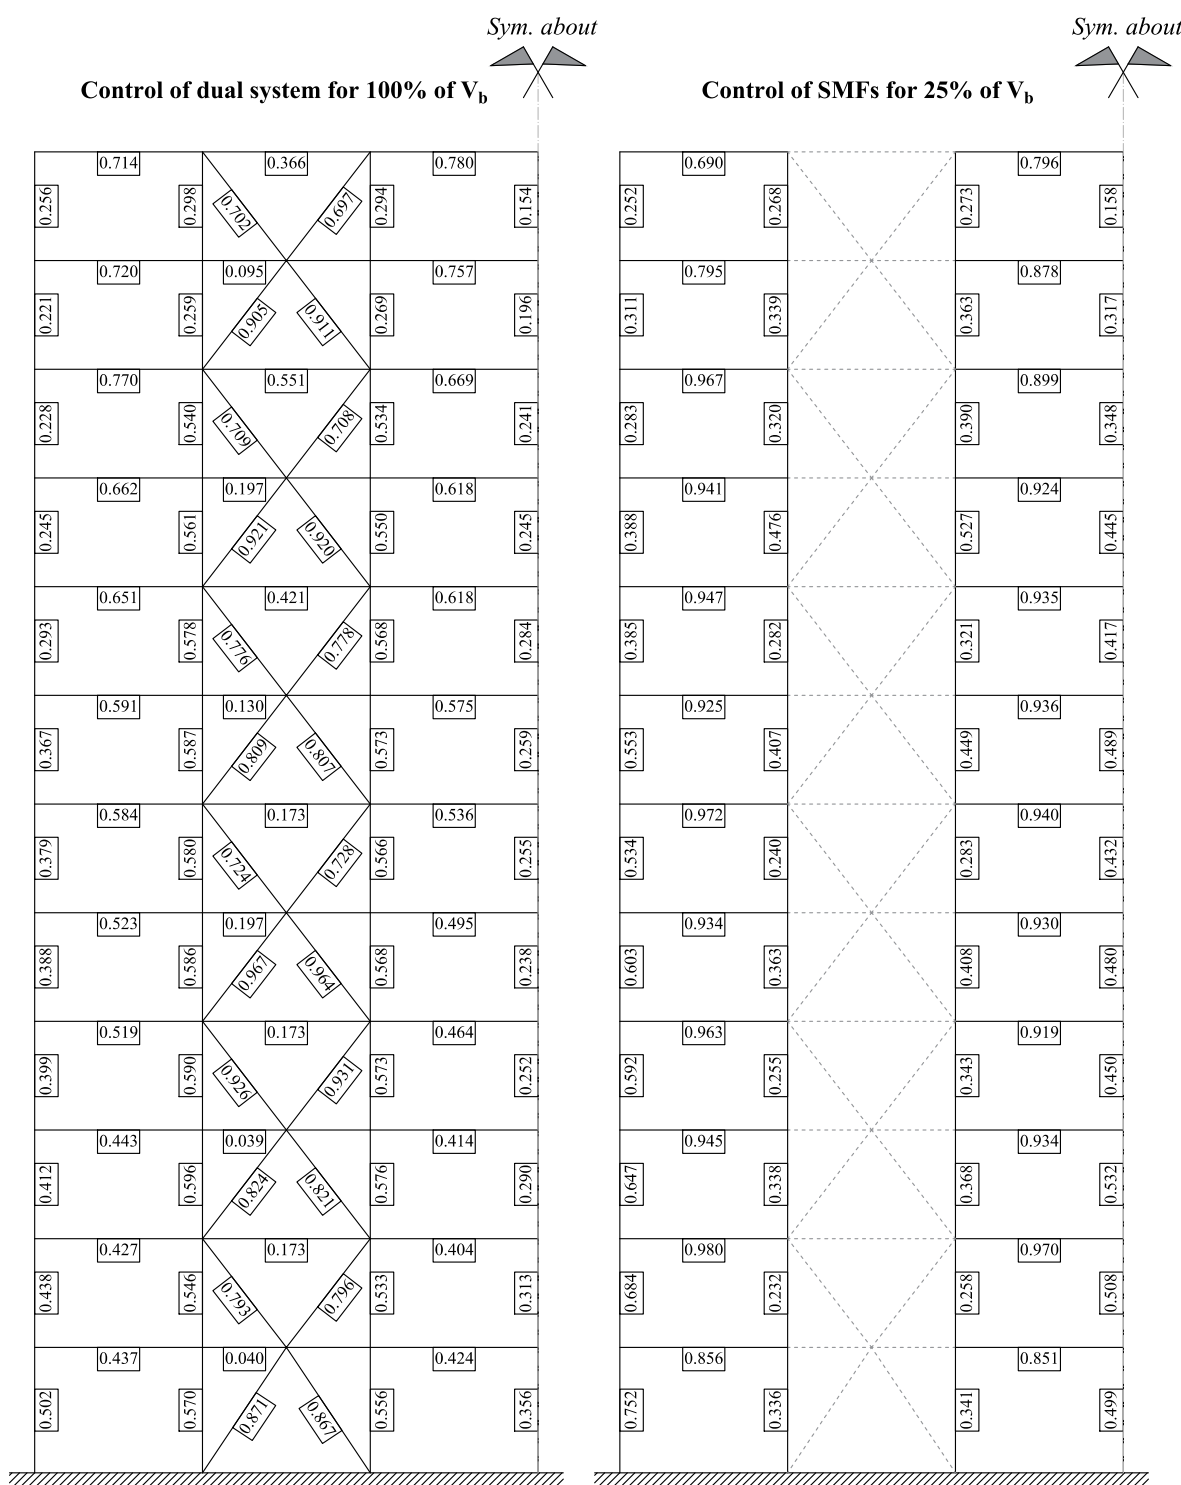 Sym. about
Sym. about
Control of dual system for 100% of Vb
Control of SMFs for 25% of Vb
0.714 0.366 0.780
0.256 0.298 0.702 0.697 0.294 0.154
0.720 0.095 0.757
0.221 0.259 0.905 0.911 0.269 0.196
0.770 0.551 0.669
0.228 0.540 0.709 0.708 0.534 0.241
0.662 0.197 0.618
0.245 0.561 0.921 0.920 0.550 0.245
0.651 0.421 0.618
0.293 0.578 0.776 0.778 0.568 0.284
0.591 0.130 0.575
0.367 0.587 0.809 0.807 0.573 0.259
0.584 0.173 0.536
0.379 0.580 0.724 0.728 0.566 0.255
0.523 0.197 0.495
0.388 0.586 0.967 0.964 0.568 0.238
0.519 0.173 0.464
0.399 0.590 0.926 0.931 0.573 0.252
0.443 0.039 0.414
0.412 0.596 0.824 0.821 0.576 0.290
0.427 0.173 0.404
0.438 0.546 0.793 0.796 0.533 0.313
0.437 0.040 0.424
0.502 0.570 0.871 0.867 0.556 0.356
0.690 0.796
0.252 0.268 0.273 0.158
0.795 0.878
0.311 0.339 0.363 0.317
0.967 0.899
0.283 0.320 0.390 0.348
0.941 0.924
0.388 0.476 0.527 0.445
0.947 0.935
0.385 0.282 0.321 0.417
0.925 0.936
0.553 0.407 0.449 0.489
0.972 0.940
0.534 0.240 0.283 0.432
0.934 0.930
0.603 0.363 0.408 0.480
0.963 0.919
0.592 0.255 0.343 0.450
0.945 0.934
0.647 0.338 0.368 0.532
0.980 0.970
0.684 0.232 0.258 0.508
0.856 0.851
0.752 0.336 0.341 0.499